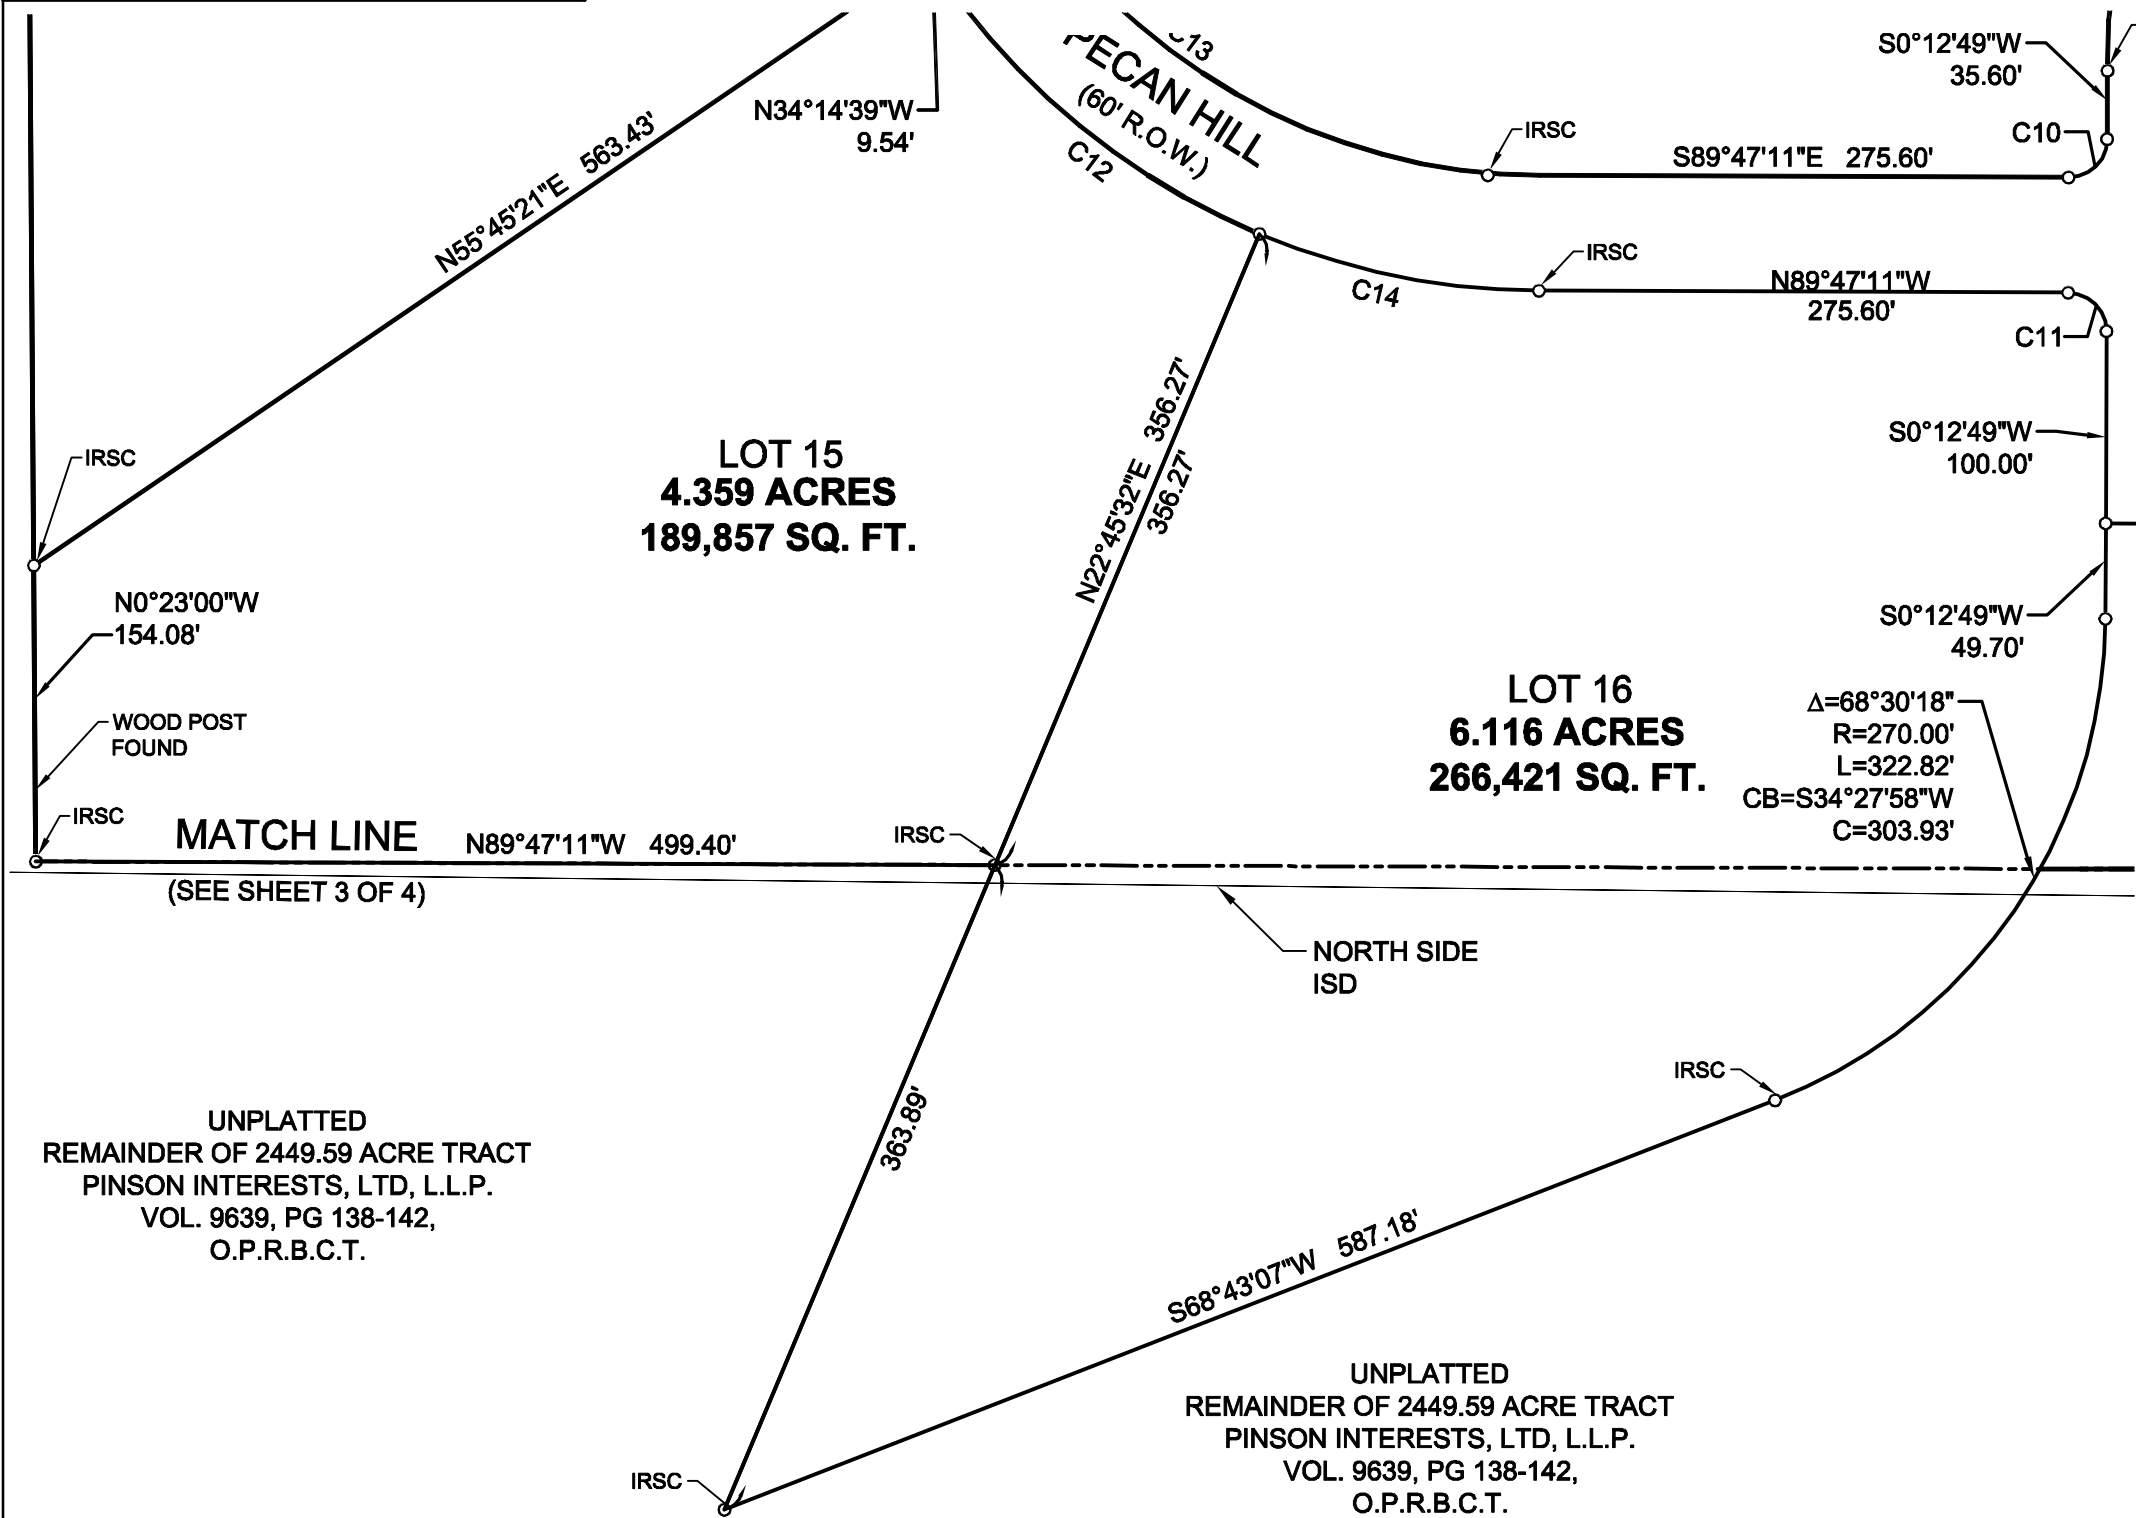 C13
PECAN HILL
(60' R.O.W.)
C12
N34°14'39"W
9.54'
N55°45'21"E 563.43'
S0°12'49"W
35.60'
C10
IRSC
S89°47'11"E 275.60'
IRSC
C14
N89°47'11"W
275.60'
C11
N22°45'32"E 356.27'
356.27'
S0°12'49"W
100.00'
LOT 15
4.359 ACRES
189,857 SQ. FT.
IRSC
N0°23'00"W
154.08'
S0°12'49"W
49.70'
WOOD POST
FOUND
LOT 16
6.116 ACRES
266,421 SQ. FT.
Δ=68°30'18"
R=270.00'
L=322.82'
CB=S34°27'58"W
C=303.93'
IRSC
MATCH LINE
N89°47'11"W 499.40'
IRSC
(SEE SHEET 3 OF 4)
NORTH SIDE
ISD
IRSC
363.89'
UNPLATTED
REMAINDER OF 2449.59 ACRE TRACT
PINSON INTERESTS, LTD, L.L.P.
VOL. 9639, PG 138-142,
O.P.R.B.C.T.
S68°43'07"W 587.18'
IRSC
UNPLATTED
REMAINDER OF 2449.59 ACRE TRACT
PINSON INTERESTS, LTD, L.L.P.
VOL. 9639, PG 138-142,
O.P.R.B.C.T.